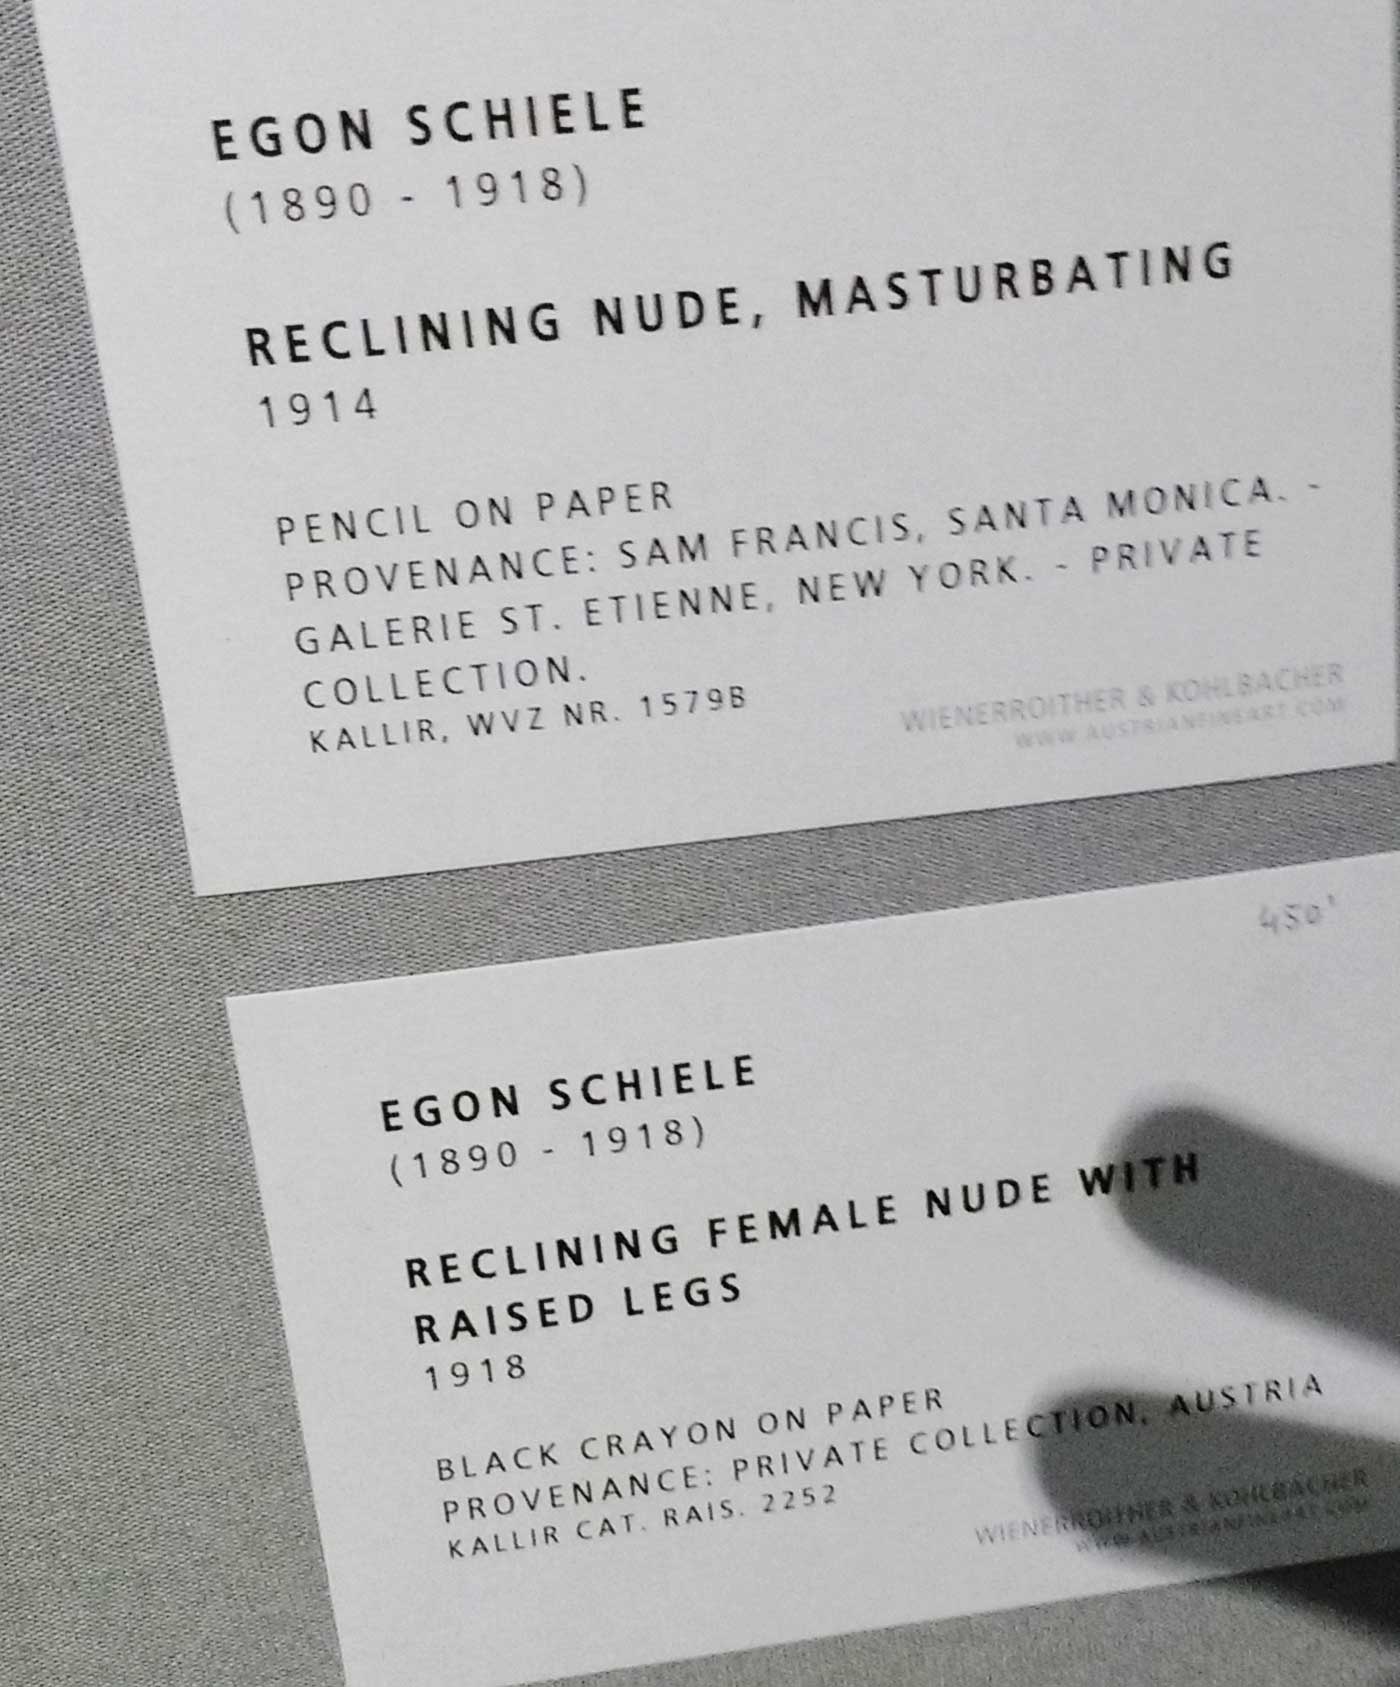 EGON SCHIELE
(1890 - 1918)
RECLINING NUDE, MASTURBATING
1914
PENCIL ON PAPER
PROVENANCE: SAM FRANCIS, SANTA MONICA. -
GALERIE ST. ETIENNE, NEW YORK. - PRIVATE
COLLECTION.
KALLIR, WVZ NR. 1579B
WIENERROITHER & KOHLBACHER
WWW.AUSTRIANFINEART.COM
450'
EGON SCHIELE
(1890 - 1918)
RECLINING FEMALE NUDE WITH
RAISED LEGS
1918
BLACK CRAYON ON PAPER
PROVENANCE: PRIVATE COLLECTION, AUSTRIA
KALLIR CAT. RAIS. 2252
WIENERROITHER & KOHLBACHER
WWW.AUSTRIANFINEART.COM